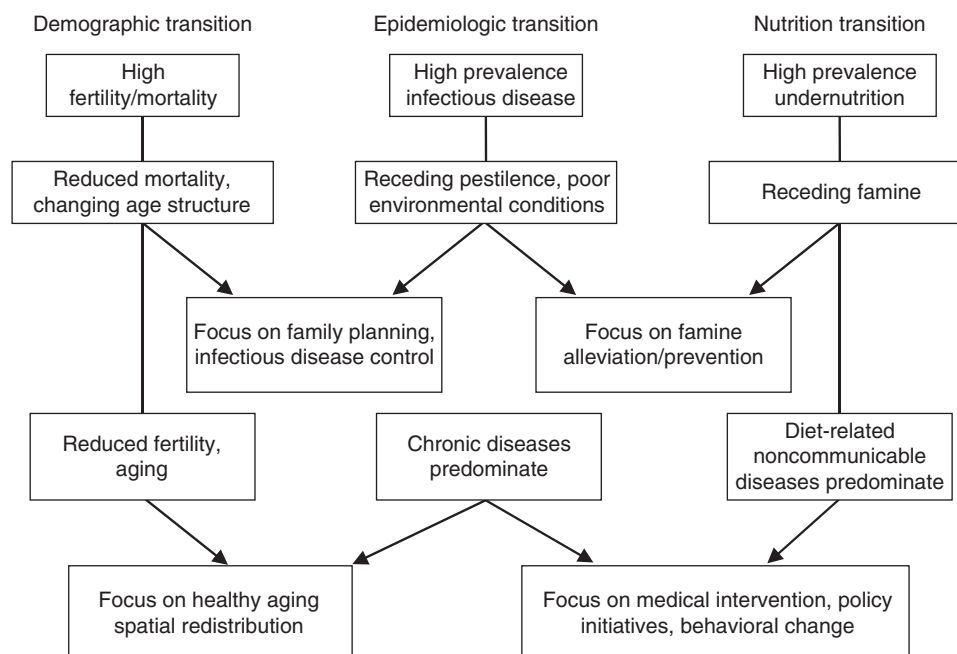 Demographic transition
Epidemiologic transition
Nutrition transition
High
fertility/mortality
High prevalence
infectious disease
High prevalence
undernutrition
Reduced mortality,
changing age structure
Receding pestilence, poor
environmental conditions
Receding famine
Focus on family planning,
infectious disease control
Focus on famine
alleviation/prevention
Reduced fertility,
aging
Chronic diseases
predominate
Diet-related
noncommunicable
diseases predominate
Focus on healthy aging
spatial redistribution
Focus on medical intervention, policy
initiatives, behavioral change